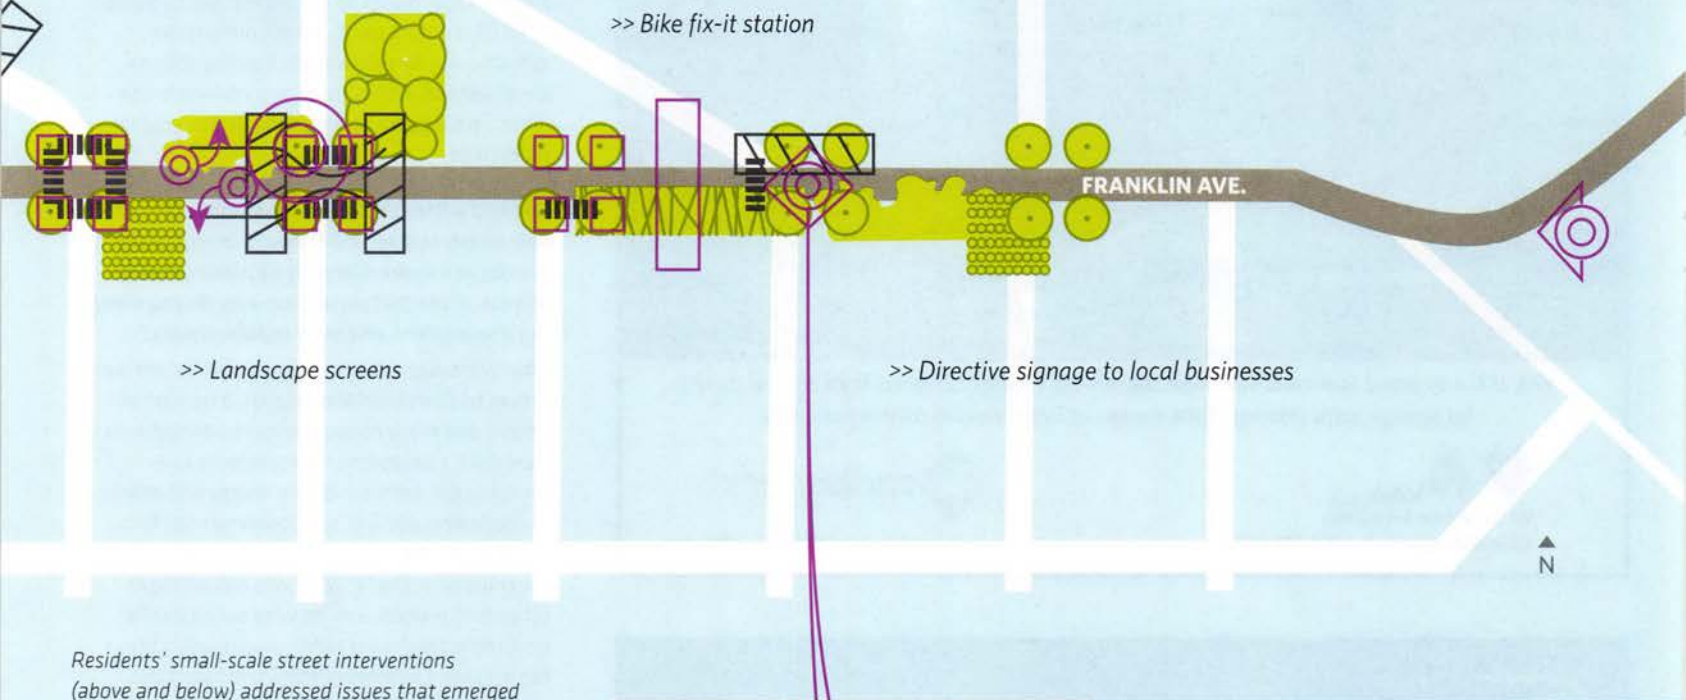 >> Bike fix-it station
FRANKLIN AVE.
>> Landscape screens
>> Directive signage to local businesses
N
Residents' small-scale street interventions
(above and below) addressed issues that emerged